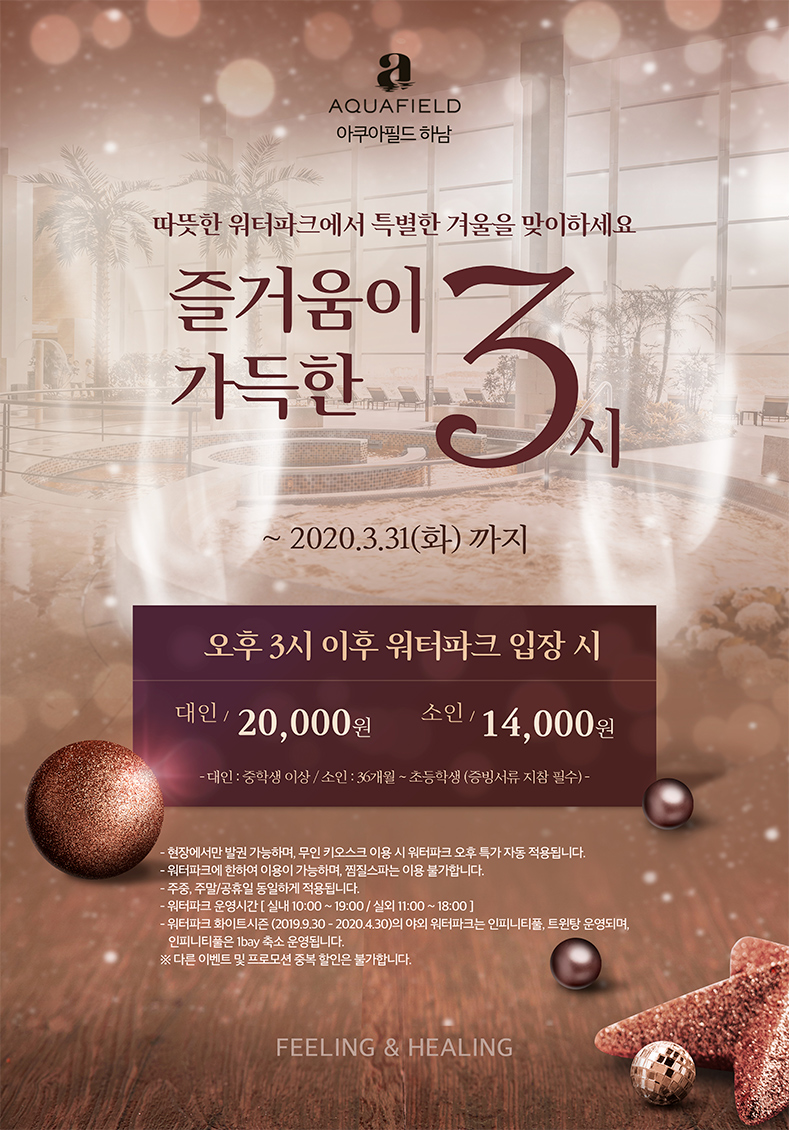 a
AQUAFIELD
아쿠아필드 하남
따뜻한 워터파크에서 특별한 겨울을 맞이하세요
즐거움이
가득한
3시
~ 2020.3.31(화) 까지
오후 3시 이후 워터파크 입장 시
대인 / 20,000원 소인 / 14,000원
- 대인 : 중학생 이상 / 소인 : 36개월 ~ 초등학생 (증빙서류 지참 필수) -
- 현장에서만 발권 가능하며, 무인 키오스크 이용 시 워터파크 오후 특가 자동 적용됩니다.
- 워터파크에 한하여 이용이 가능하며, 찜질스파는 이용 불가합니다.
- 주중, 주말/공휴일 동일하게 적용됩니다.
- 워터파크 운영시간 [ 실내 10:00 ~ 19:00 / 실외 11:00 ~ 18:00 ]
- 워터파크 화이트시즌 (2019.9.30 - 2020.4.30)의 야외 워터파크는 인피니티풀, 트윈탕 운영되며,
인피니티풀은 1bay 축소 운영됩니다.
※ 다른 이벤트 및 프로모션 중복 할인은 불가합니다.
FEELING & HEALING